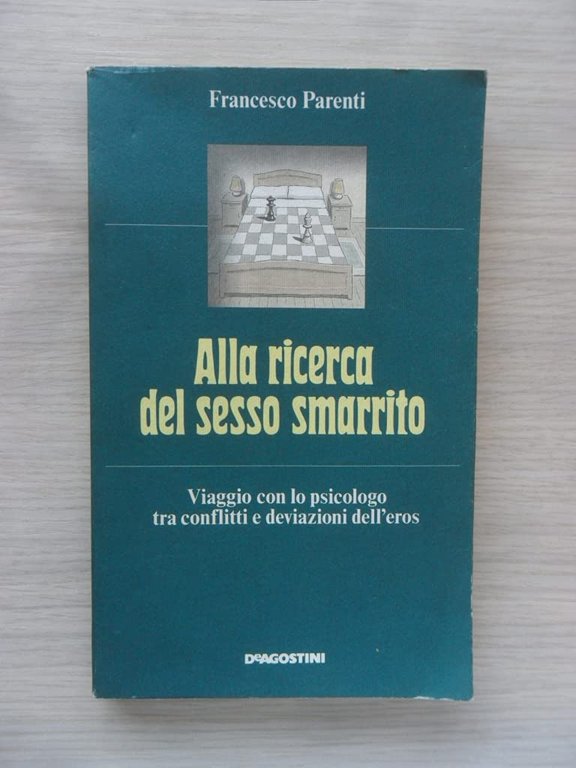 Francesco Parenti
Alla ricerca
del sesso smarrito
Viaggio con lo psicologo
tra conflitti e deviazioni dell'eros
DeAGOSTINI